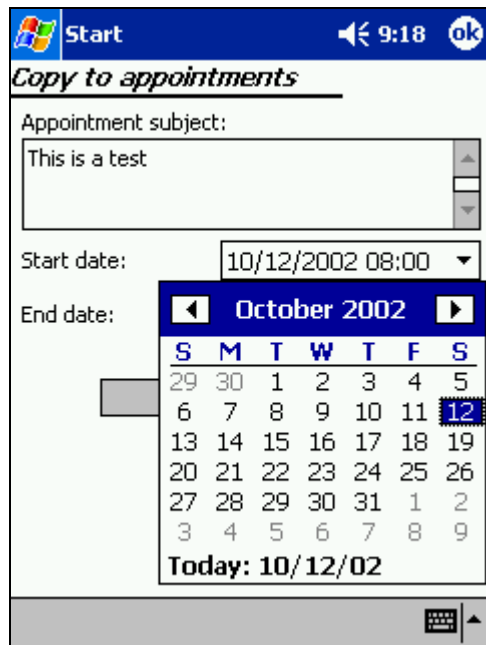 Start 9:18 ok
Copy to appointments
Appointment subject:
This is a test
Start date: 10/12/2002 08:00
End date:
October 2002
S M T W T F S
29 30 1 2 3 4 5
6 7 8 9 10 11 12
13 14 15 16 17 18 19
20 21 22 23 24 25 26
27 28 29 30 31 1 2
3 4 5 6 7 8 9
Today: 10/12/02